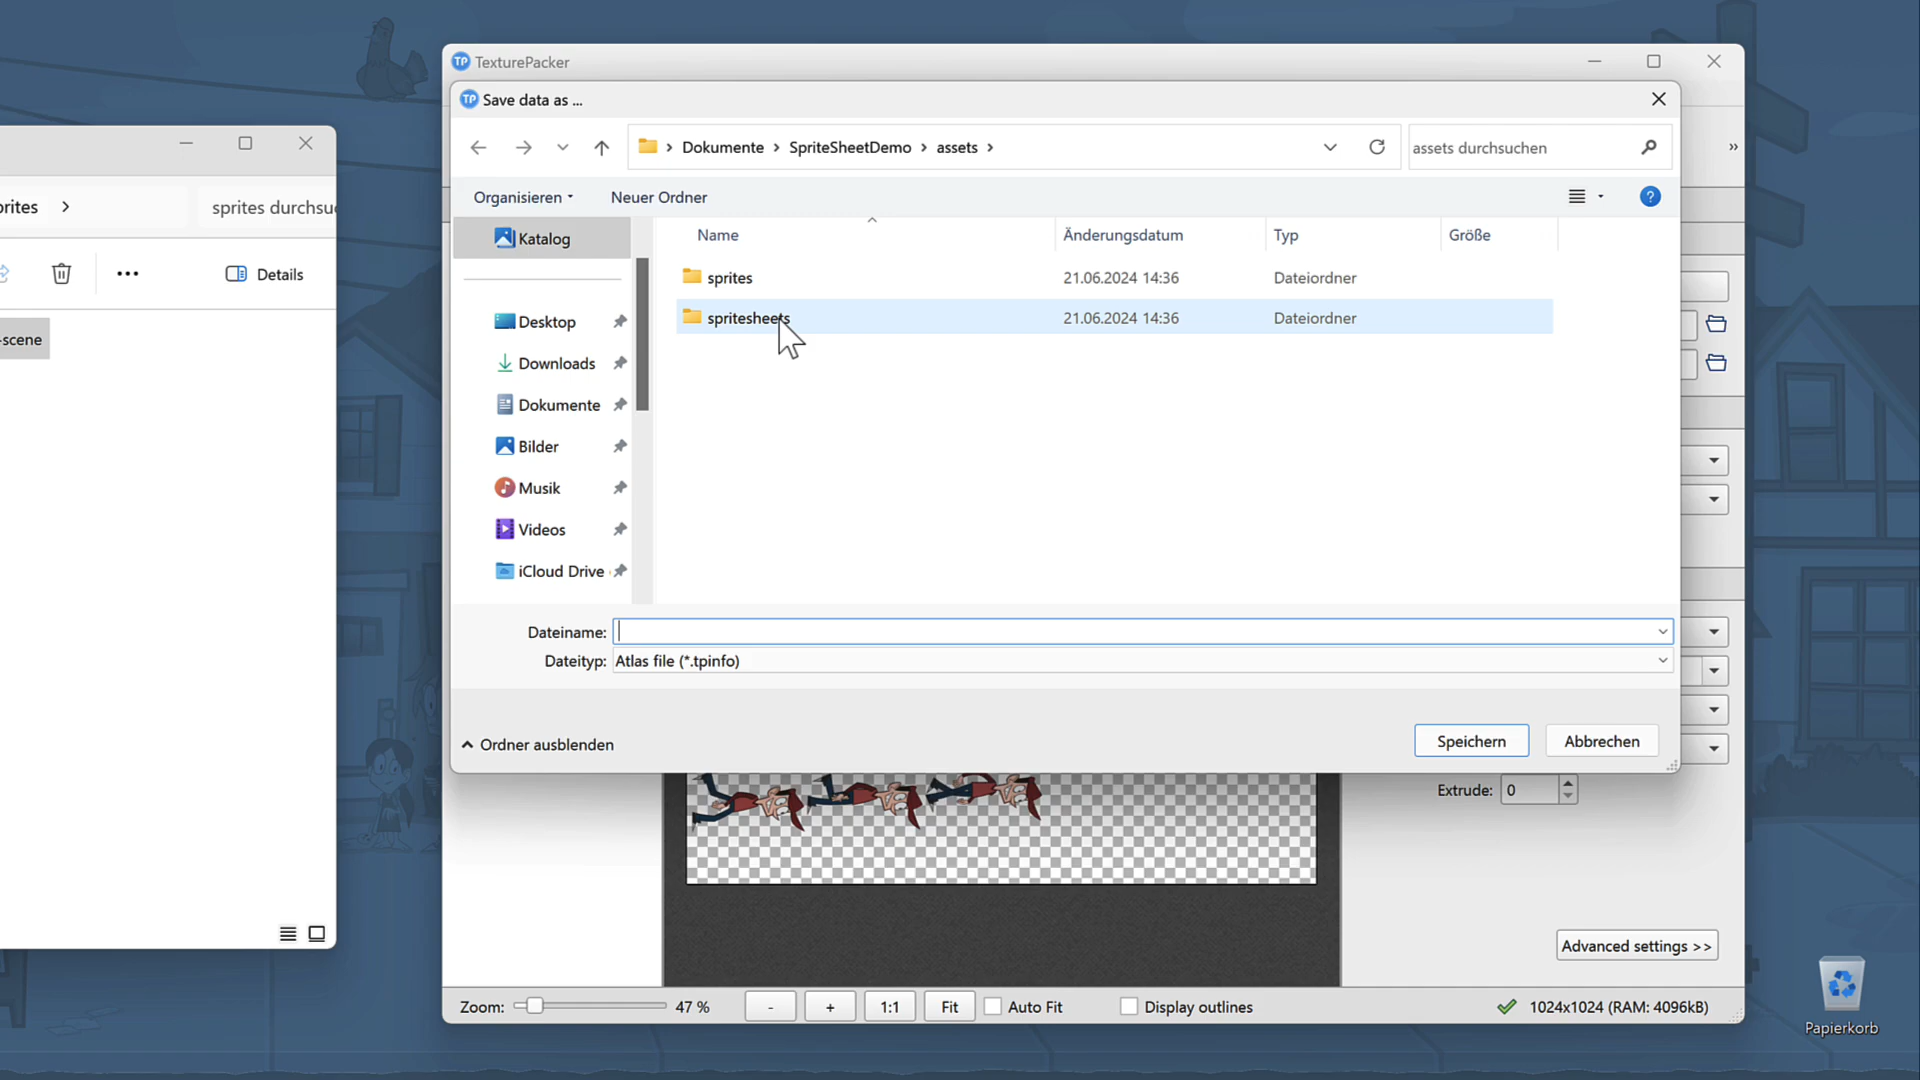 TP TexturePacker
TP Save data as ...
Dokumente > SpriteSheetDemo > assets >
assets durchsuchen
Organisieren
Neuer Ordner
Katalog
Desktop
Downloads
Dokumente
Bilder
Musik
Videos
iCloud Drive
Name
Änderungsdatum
Typ
Größe
sprites
21.06.2024 14:36
Dateiordner
spritesheets
21.06.2024 14:36
Dateiordner
Dateiname:
Dateityp: Atlas file (*.tpinfo)
Ordner ausblenden
Speichern
Abbrechen
sprites durchsu
Details
-scene
Extrude: 0
Advanced settings >>
Zoom: 47 %
- + 1:1 Fit Auto Fit
Display outlines
1024x1024 (RAM: 4096kB)
Papierkorb